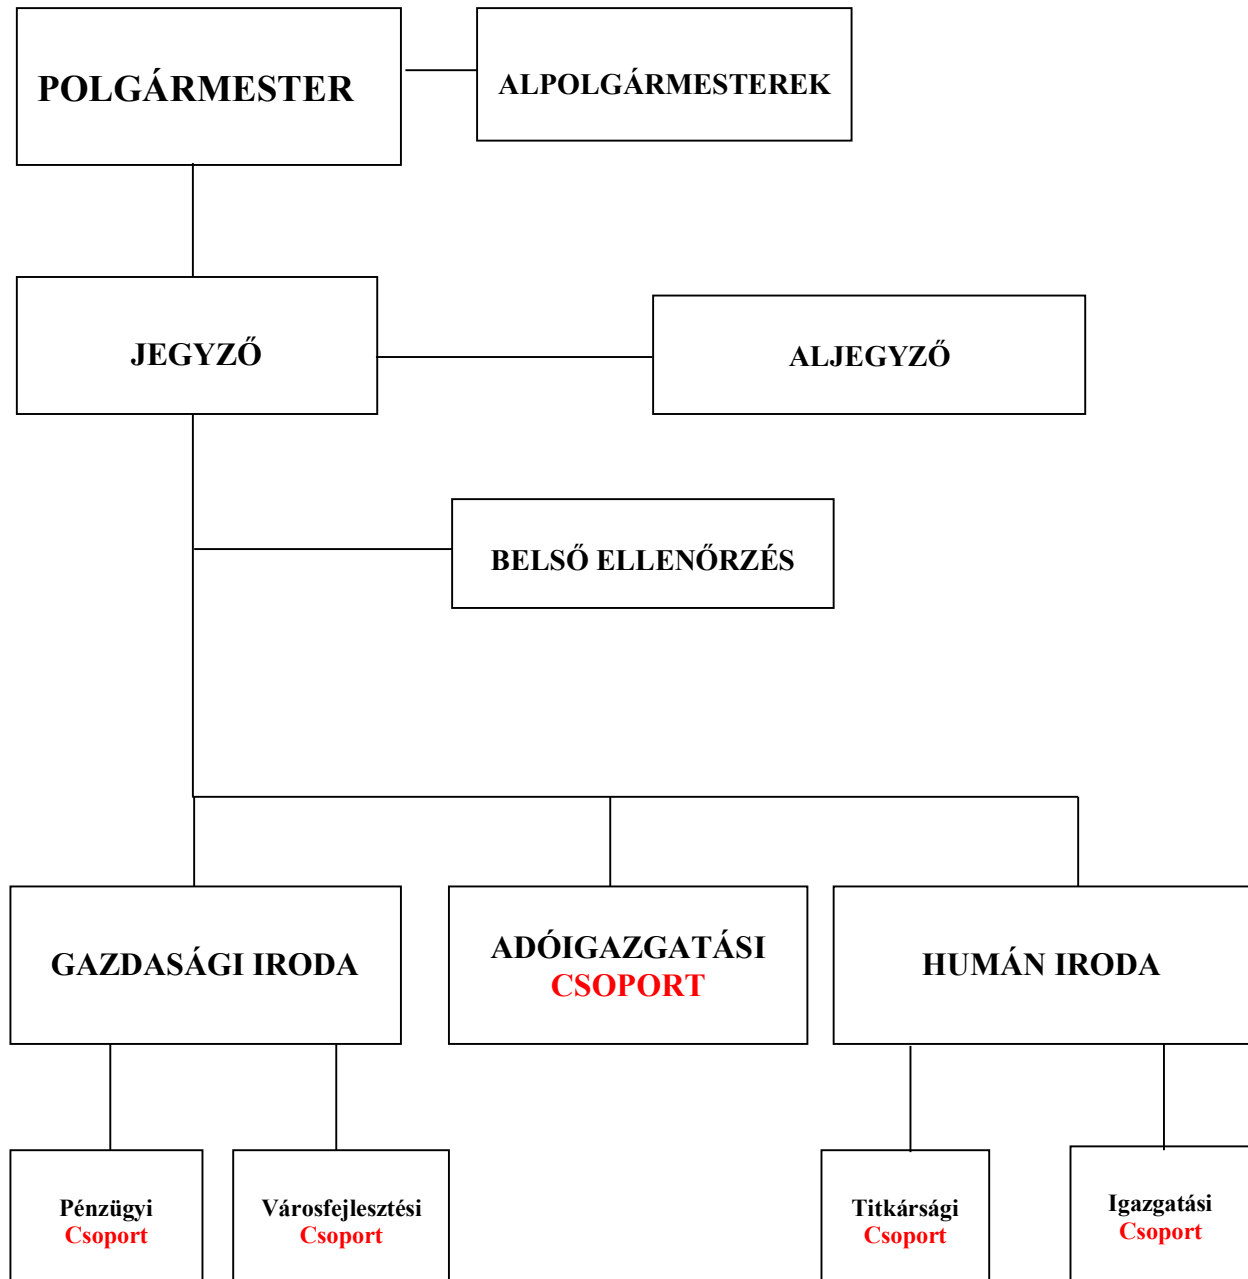 POLGÁRMESTER
ALPOLGÁRMESTEREK
JEGYZŐ
ALJEGYZŐ
BELSŐ ELLENŐRZÉS
GAZDASÁGI IRODA
ADÓIGAZGATÁSI
CSOPORT
HUMÁN IRODA
Pénzügyi
Csoport
Városfejlesztési
Csoport
Titkársági
Csoport
Igazgatási
Csoport